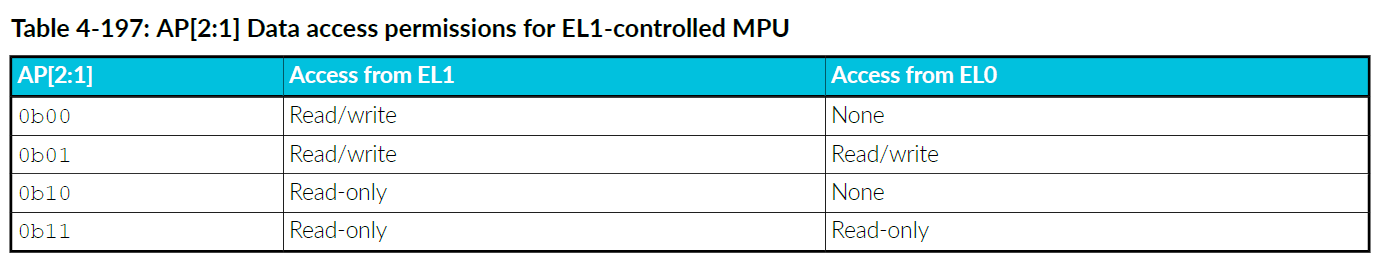 Table 4-197: AP[2:1] Data access permissions for EL1-controlled MPU
AP[2:1] Access from EL1 Access from EL0
0b00 Read/write None
0b01 Read/write Read/write
0b10 Read-only None
0b11 Read-only Read-only